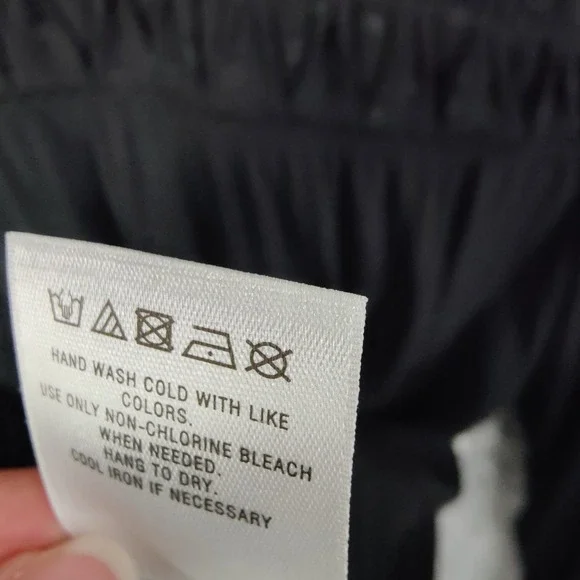 HAND WASH COLD WITH LIKE
COLORS.
USE ONLY NON-CHLORINE BLEACH
WHEN NEEDED.
HANG TO DRY.
COOL IRON IF NECESSARY